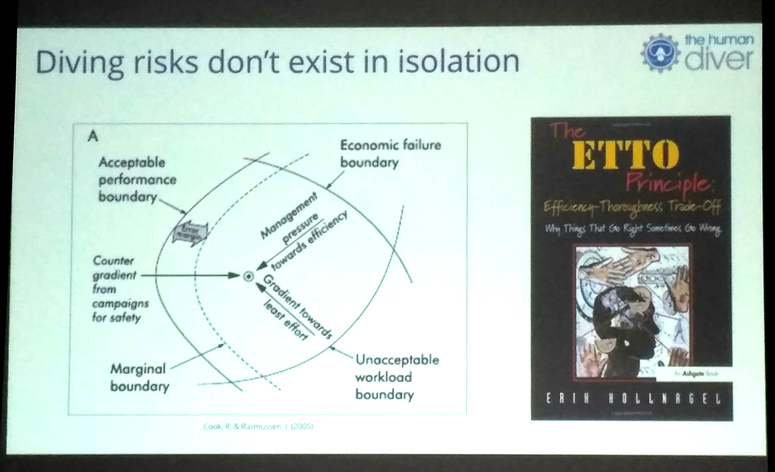 Diving risks don't exist in isolation
the human
diver
A
Acceptable
performance
boundary
Economic failure
boundary
Error
margin
Management
pressure
towards efficiency
Counter
gradient
from
campaigns
for safety
Gradient towards
least effort
Marginal
boundary
Unacceptable
workload
boundary
Cook, R. & Rasmussen, J. (2005)
The
ETTO
Principle:
Efficiency-Thoroughness Trade-Off
Why Things That Go Right Sometimes Go Wrong
An Ashgate Book
ERIK HOLLNAGEL